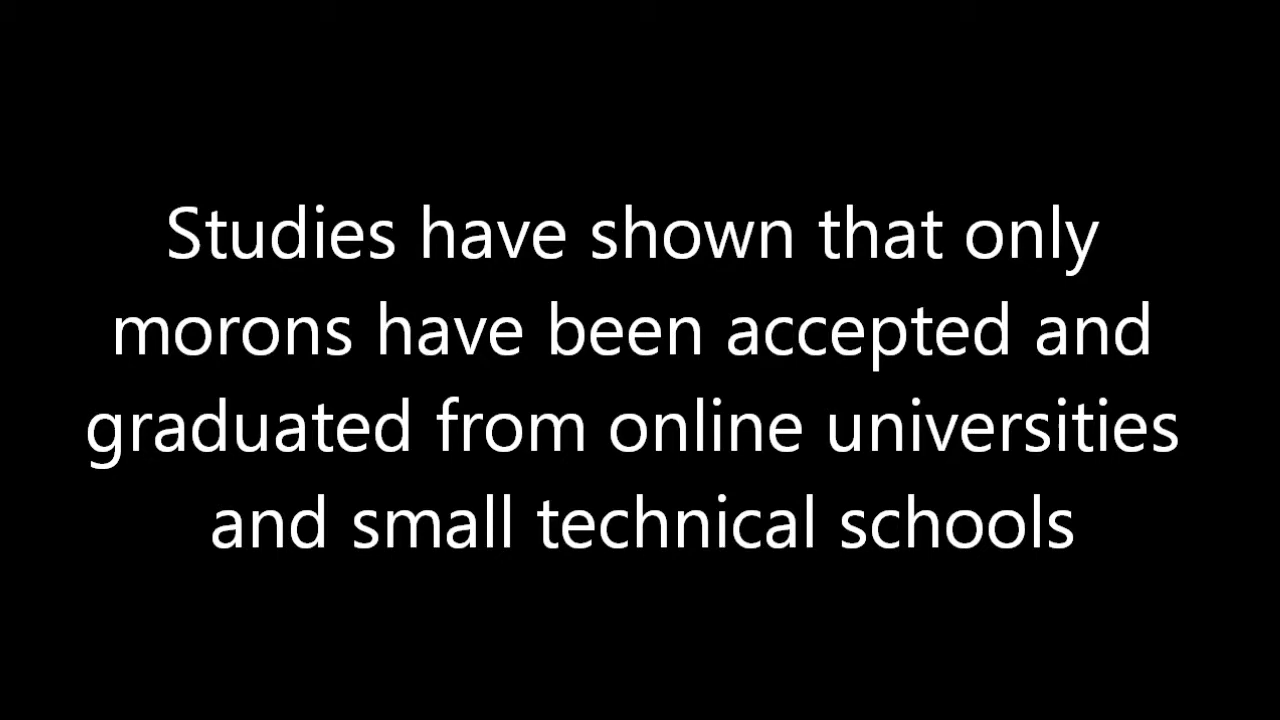 Studies have shown that only
morons have been accepted and
graduated from online universities
and small technical schools